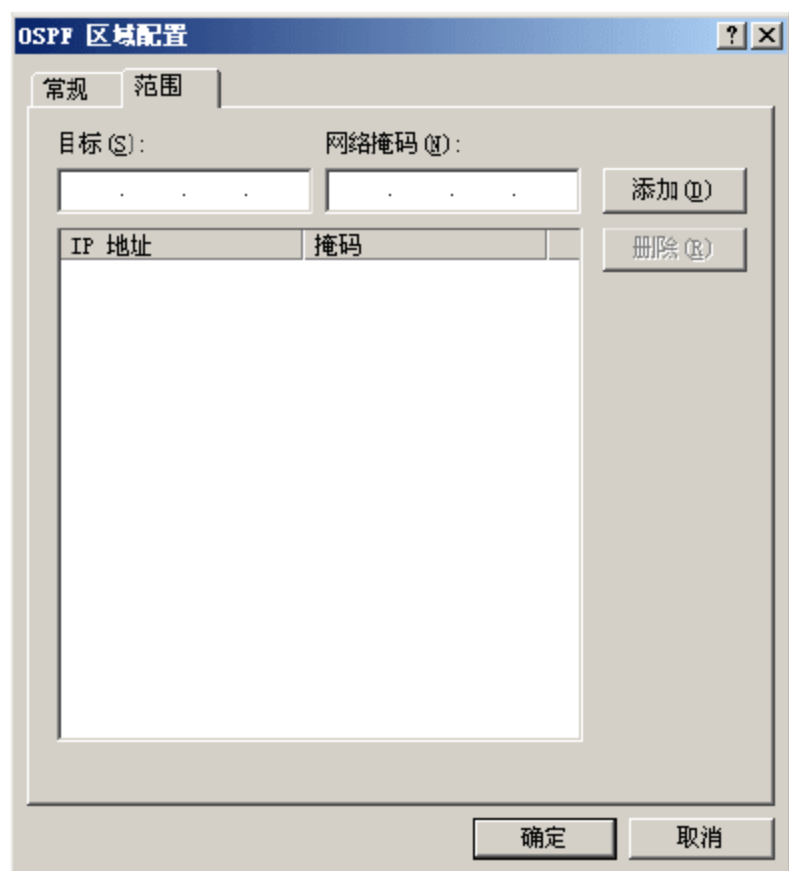 OSPF 区域配置
常规 范围
目标(S): 网络掩码(N):
. . . . . . 添加(D)
IP 地址 掩码 删除(R)
确定 取消